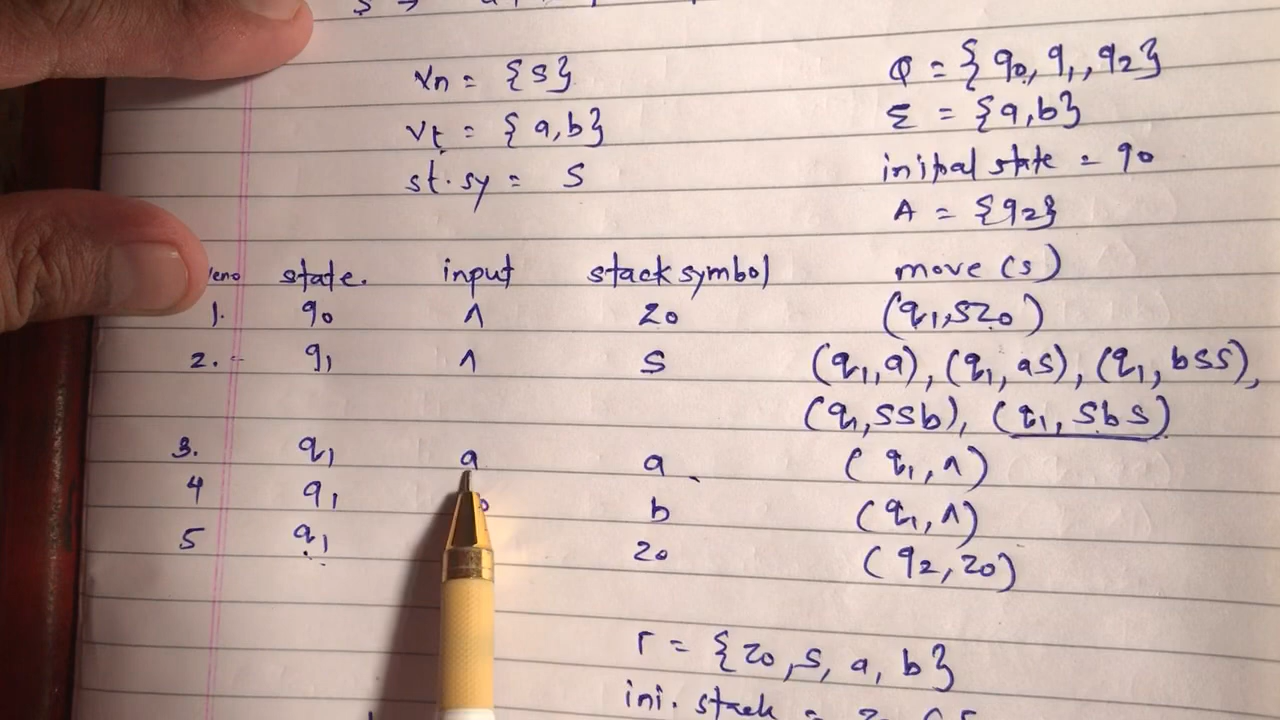 S →
Vn = {S} Q = {q0, q1, q2}
Vt = {a, b} Σ = {a, b}
st. sy = S initial state = q0
A = {q2}
state. input stack symbol move (s)
1. q0 ʌ z0 (q1, Sz0)
2. q1 ʌ S (q1, a), (q1, aS), (q1, bSS),
(q1, SSb), (q1, SbS)
3. q1 a a (q1, ʌ)
4 q1 b (q1, ʌ)
5 q1 z0 (q2, z0)
Γ = {z0, S, a, b}
ini. stack =